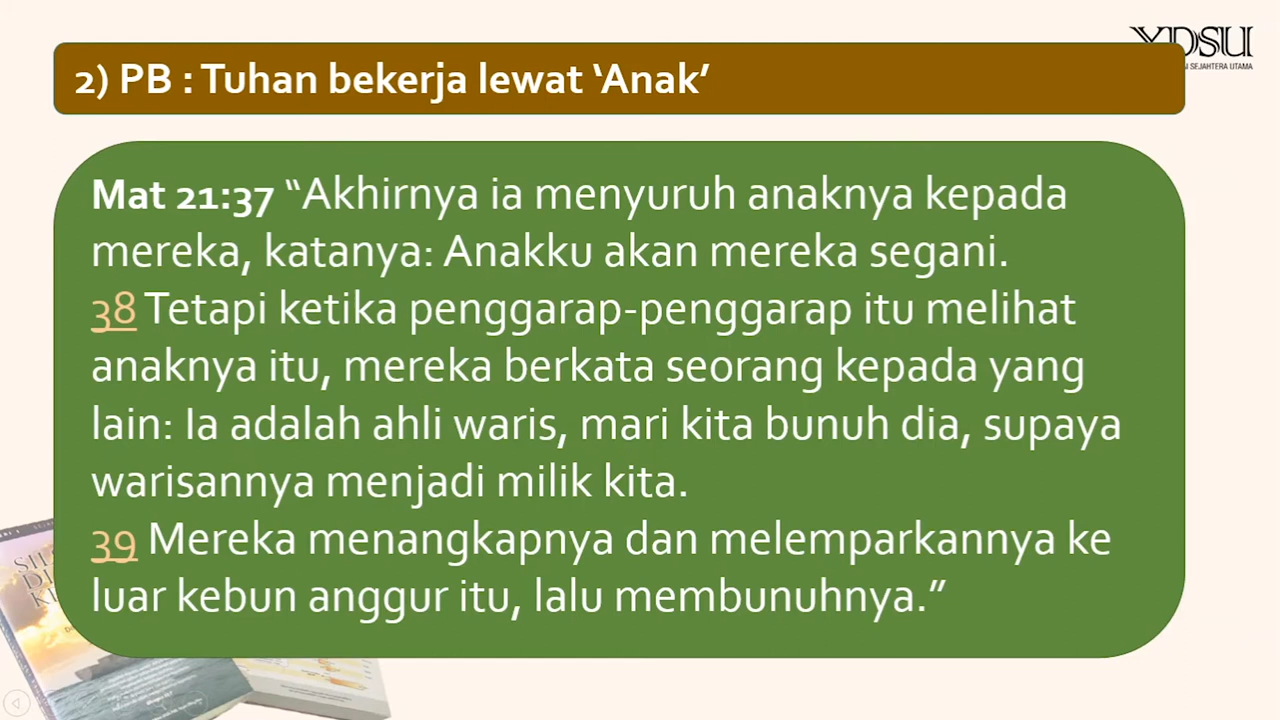 YDSU
SEJAHTERA UTAMA
2) PB : Tuhan bekerja lewat ‘Anak’
Mat 21:37 “Akhirnya ia menyuruh anaknya kepada
mereka, katanya: Anakku akan mereka segani.
38 Tetapi ketika penggarap-penggarap itu melihat
anaknya itu, mereka berkata seorang kepada yang
lain: Ia adalah ahli waris, mari kita bunuh dia, supaya
warisannya menjadi milik kita.
39 Mereka menangkapnya dan melemparkannya ke
luar kebun anggur itu, lalu membunuhnya.”